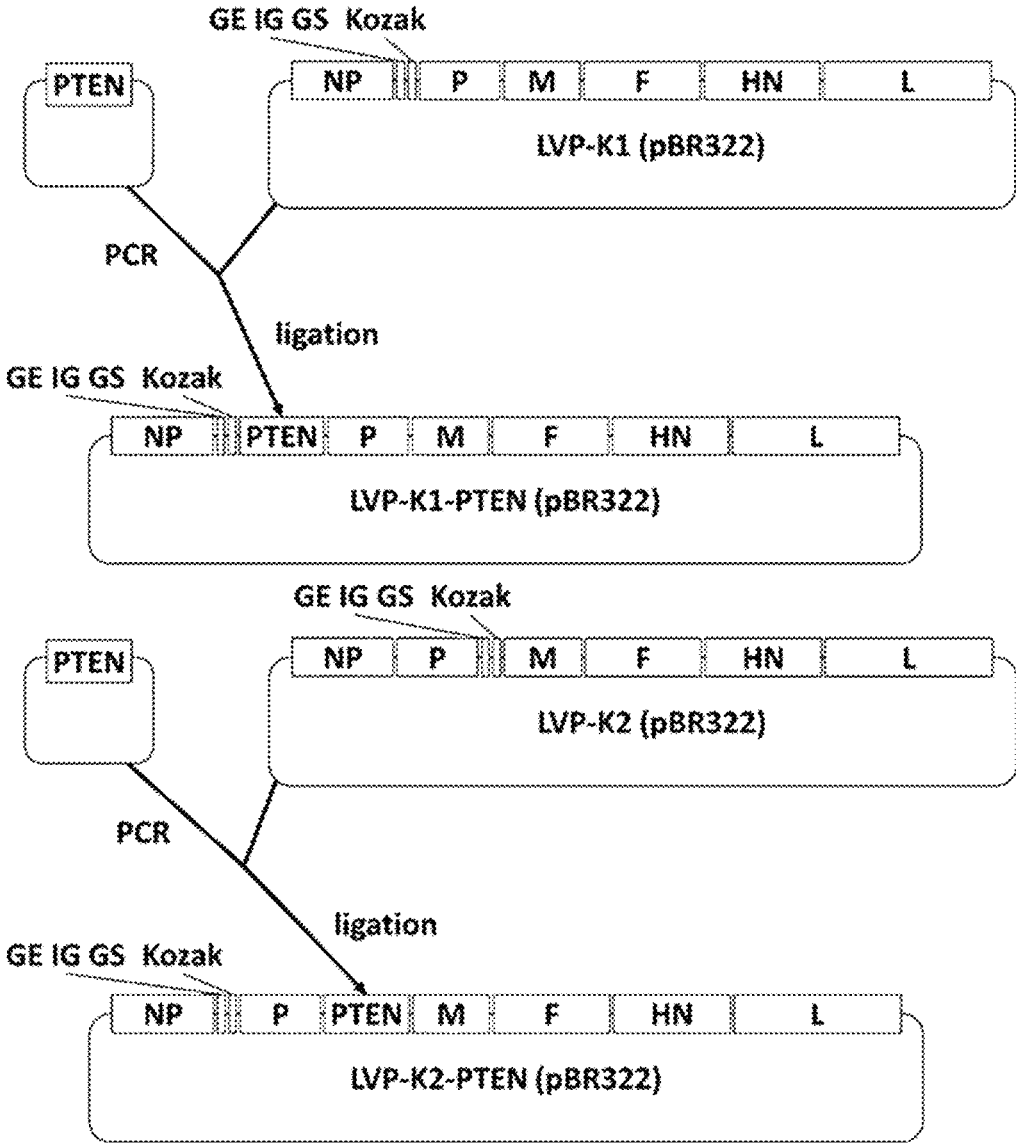 GE IG GS Kozak
PTEN
NP P M F HN L
LVP-K1 (pBR322)
PCR
ligation
GE IG GS Kozak
NP PTEN P M F HN L
LVP-K1-PTEN (pBR322)
GE IG GS Kozak
PTEN
NP P M F HN L
LVP-K2 (pBR322)
PCR
ligation
GE IG GS Kozak
NP P PTEN M F HN L
LVP-K2-PTEN (pBR322)